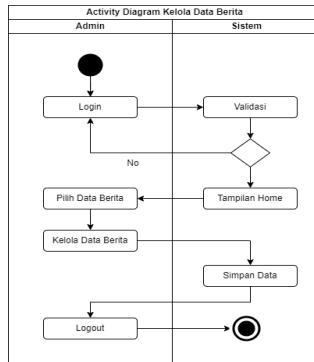 Activity Diagram Kelola Data Berita
Admin
Sistem
Login
Validasi
No
Pilih Data Berita
Tampilan Home
Kelola Data Berita
Simpan Data
Logout